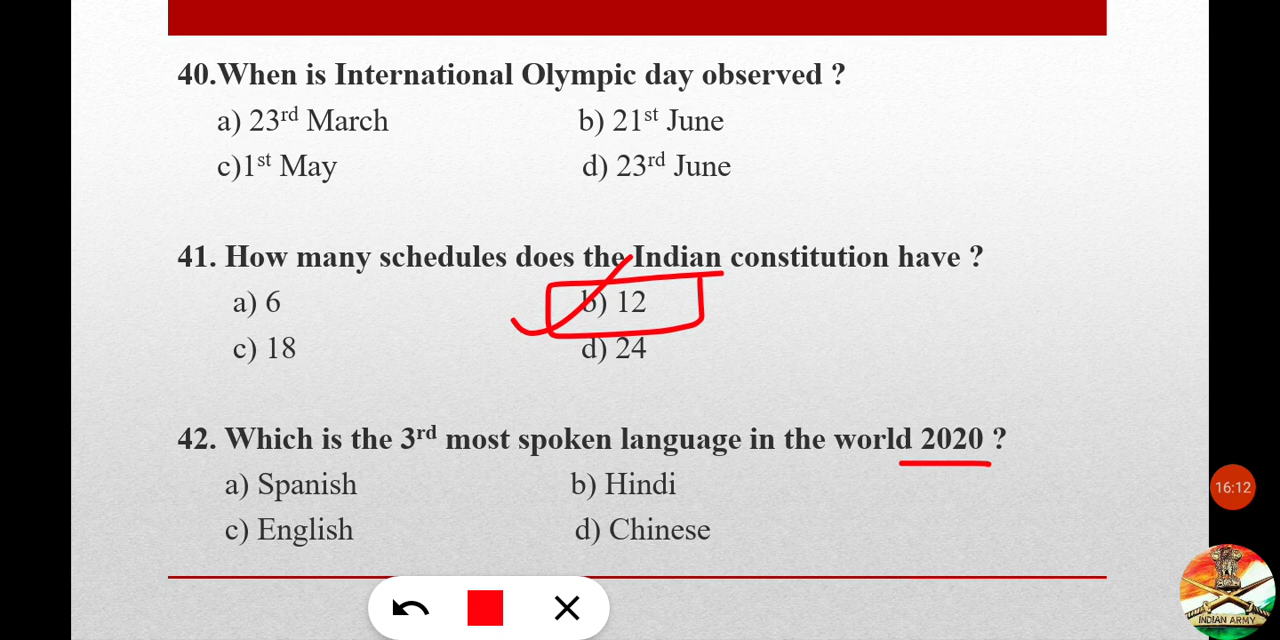 40.When is International Olympic day observed ?
a) 23rd March b) 21st June
c)1st May d) 23rd June
41. How many schedules does the Indian constitution have ?
a) 6 b) 12
c) 18 d) 24
42. Which is the 3rd most spoken language in the world 2020 ?
a) Spanish b) Hindi
c) English d) Chinese
16:12
INDIAN ARMY